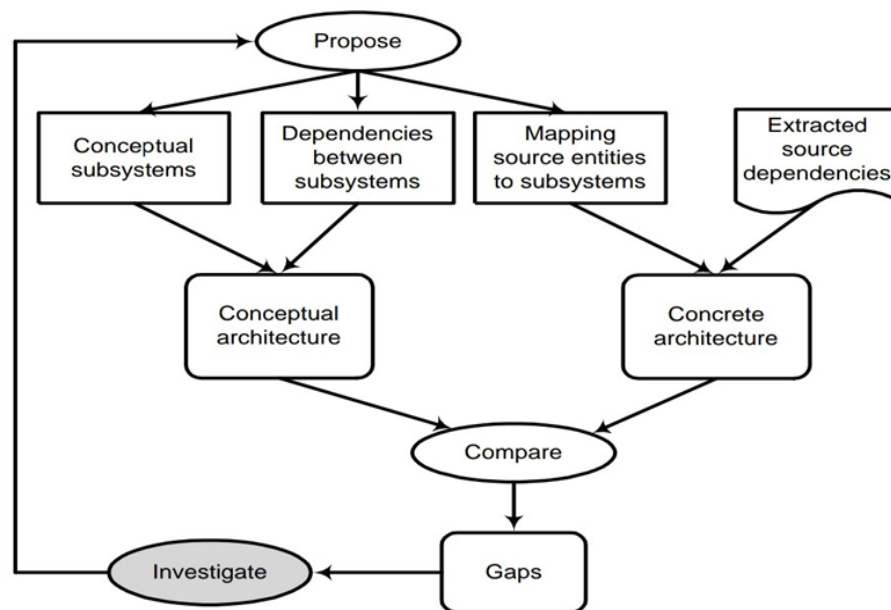 Propose
Conceptual
subsystems
Dependencies
between
subsystems
Mapping
source entities
to subsystems
Extracted
source
dependencies
Conceptual
architecture
Concrete
architecture
Compare
Investigate
Gaps